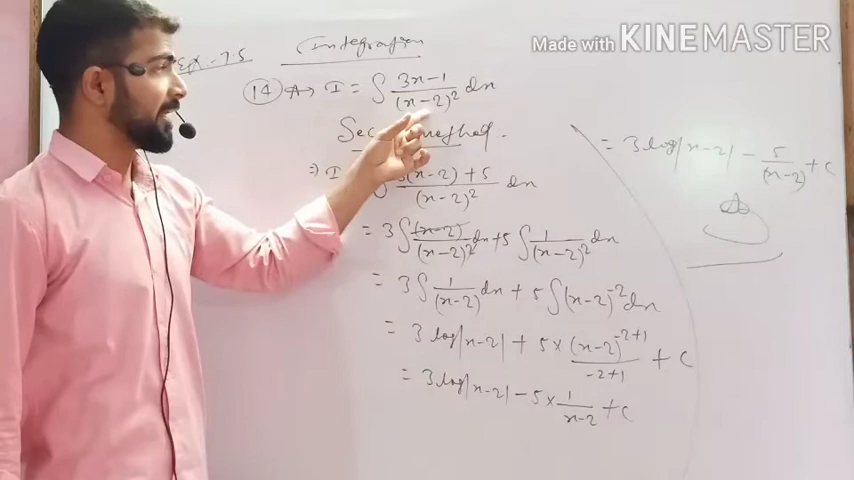 Made with KINEMASTER
Ex-7.5 Integration
14 A→ I = ∫ 3x-1/(x-2)² dx
Second method.
⇒ I = ∫ 3(x-2)+5/(x-2)² dx
= 3∫ (x-2)/(x-2)² dx + 5∫ 1/(x-2)² dx
= 3∫ 1/(x-2) dx + 5∫(x-2)⁻² dx
= 3 log|x-2| + 5 × (x-2)⁻²⁺¹/-2+1 + C
= 3 log|x-2| - 5 × 1/x-2 + C
= 3 log|x-2| - 5/(x-2) + C